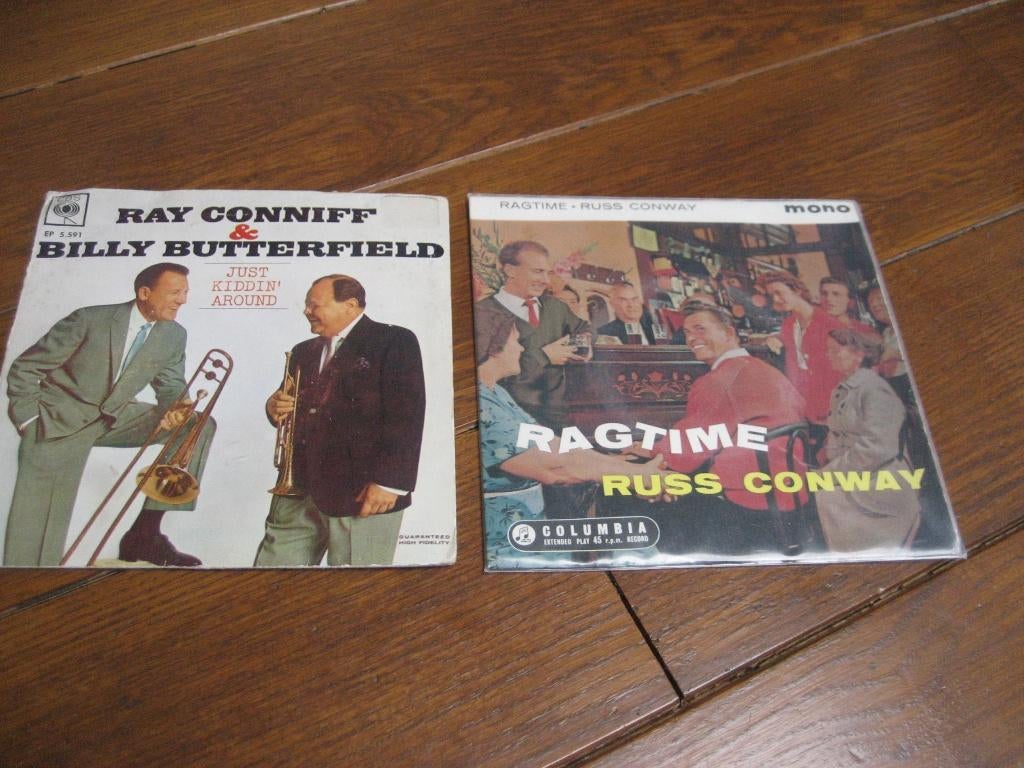 CBS
EP 5.591
RAY CONNIFF
&
BILLY BUTTERFIELD
JUST
KIDDIN'
AROUND
GUARANTEED
HIGH FIDELITY
RAGTIME • RUSS CONWAY
mono
RAGTIME
RUSS CONWAY
COLUMBIA
EXTENDED PLAY 45 r.p.m. RECORD